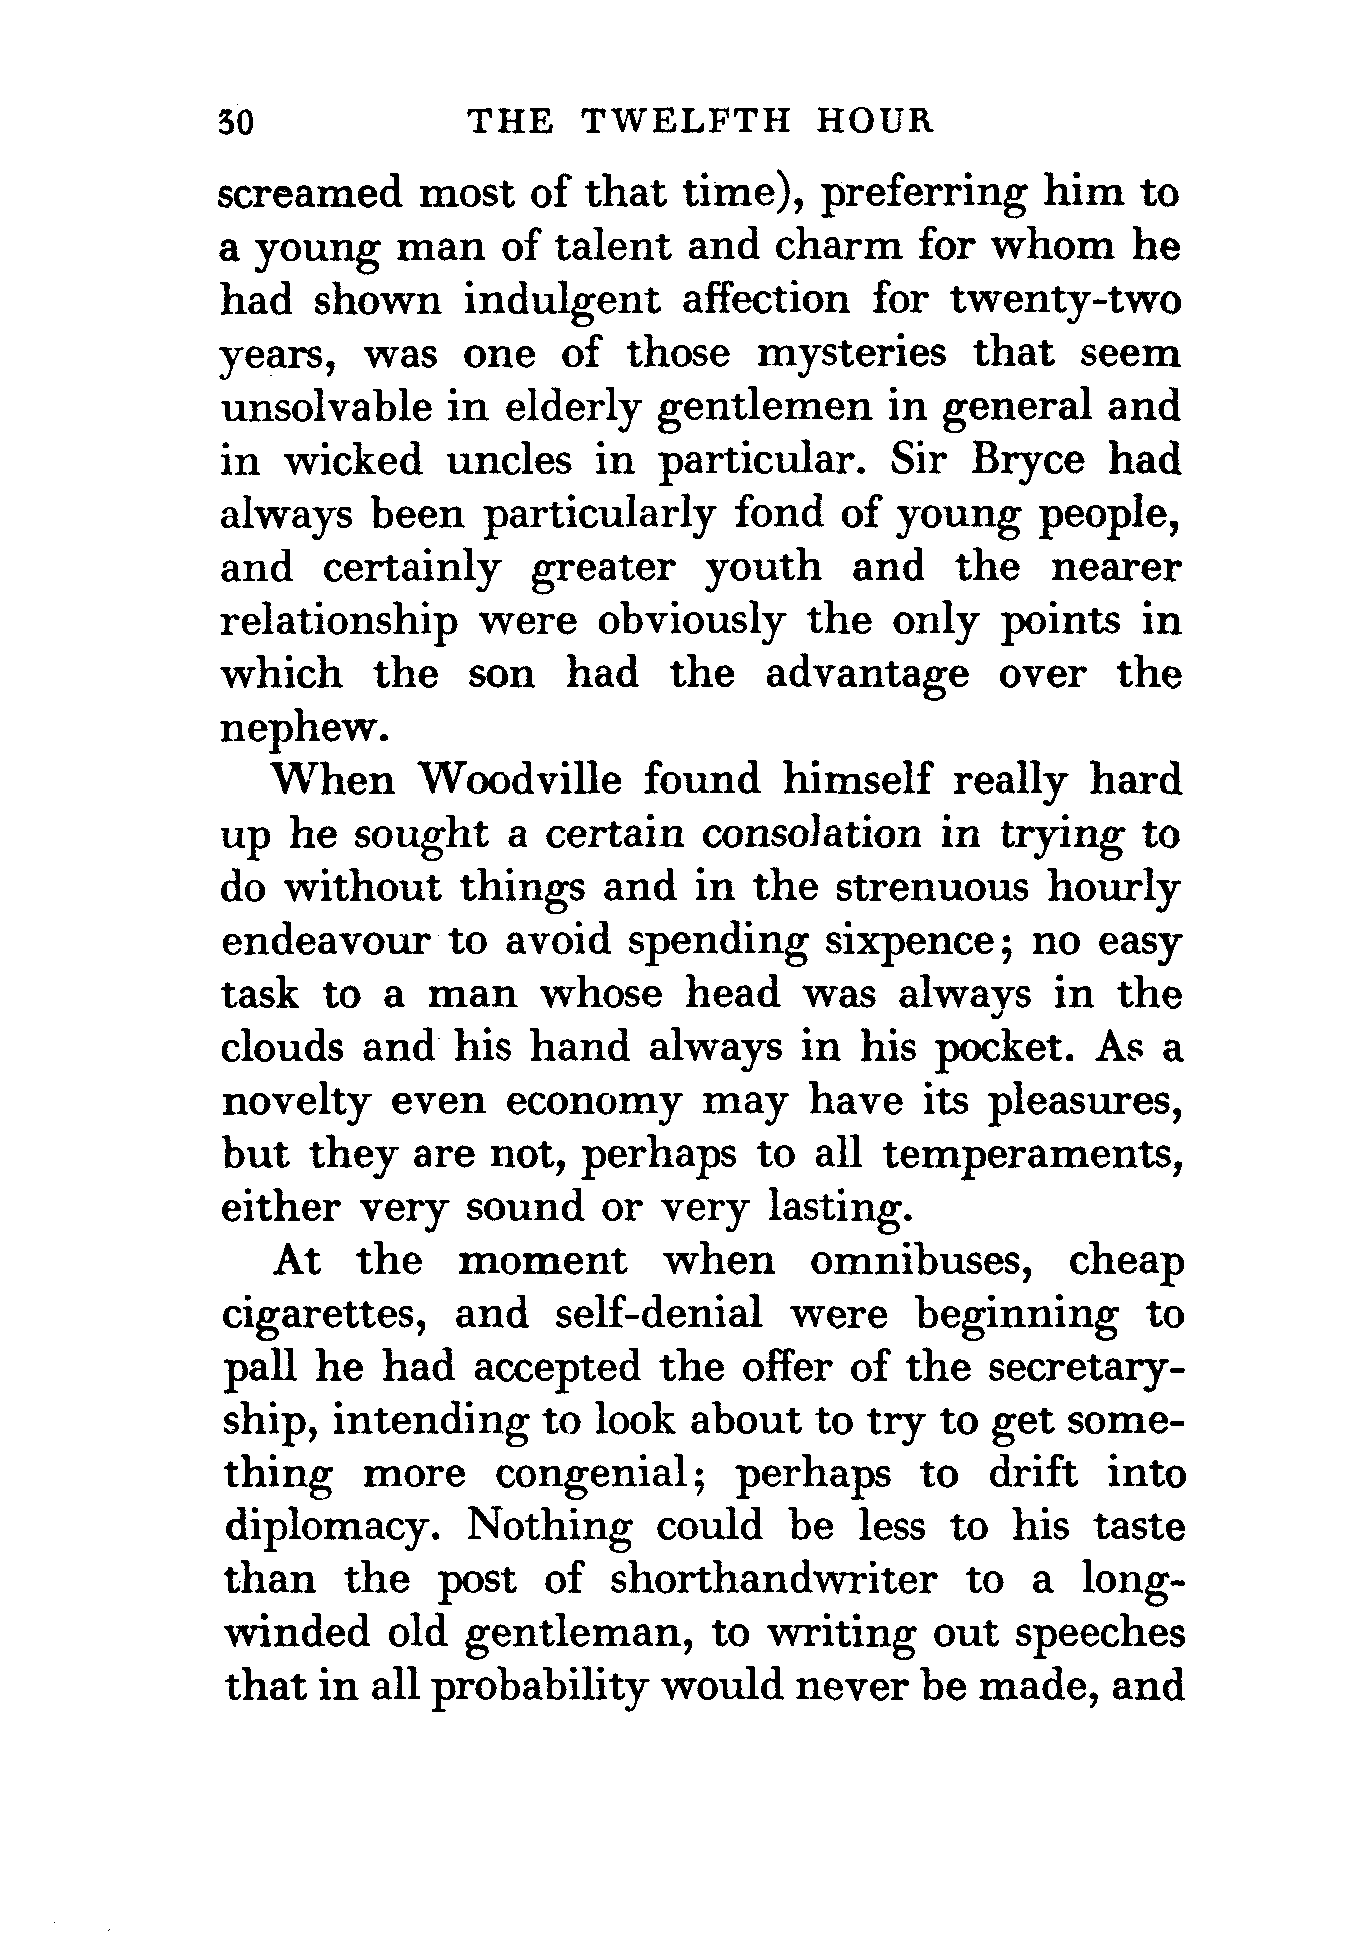 30 THE TWELFTH HOUR
screamed most of that time), preferring him to
a young man of talent and charm for whom he
had shown indulgent affection for twenty-two
years, was one of those mysteries that seem
unsolvable in elderly gentlemen in general and
in wicked uncles in particular. Sir Bryce had
always been particularly fond of young people,
and certainly greater youth and the nearer
relationship were obviously the only points in
which the son had the advantage over the
nephew.
When Woodville found himself really hard
up he sought a certain consolation in trying to
do without things and in the strenuous hourly
endeavour to avoid spending sixpence; no easy
task to a man whose head was always in the
clouds and his hand always in his pocket. As a
novelty even economy may have its pleasures,
but they are not, perhaps to all temperaments,
either very sound or very lasting.
At the moment when omnibuses, cheap
cigarettes, and self-denial were beginning to
pall he had accepted the offer of the secretary-
ship, intending to look about to try to get some-
thing more congenial; perhaps to drift into
diplomacy. Nothing could be less to his taste
than the post of shorthandwriter to a long-
winded old gentleman, to writing out speeches
that in all probability would never be made, and